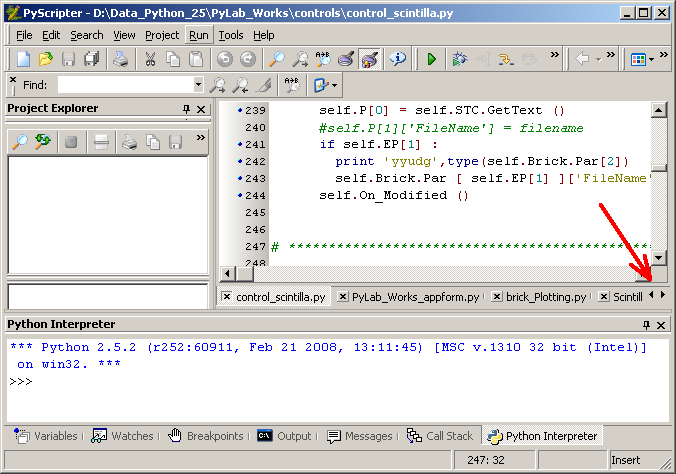 PyScripter - D:\Data_Python_25\PyLab_Works\controls\control_scintilla.py
File Edit Search View Project Run Tools Help
Find:
Project Explorer
239 self.P[0] = self.STC.GetText ()
240 #self.P[1]['FileName'] = filename
241 if self.EP[1] :
242 print 'yyudg',type(self.Brick.Par[2])
243 self.Brick.Par [ self.EP[1] ]['FileName'
244 self.On_Modified ()
245
246
247 # *********************************************
248
control_scintilla.py PyLab_Works_appform.py brick_Plotting.py Scintill
Python Interpreter
*** Python 2.5.2 (r252:60911, Feb 21 2008, 13:11:45) [MSC v.1310 32 bit (Intel)]
on win32. ***
>>>
Variables Watches Breakpoints Output Messages Call Stack Python Interpreter
247: 32 Insert